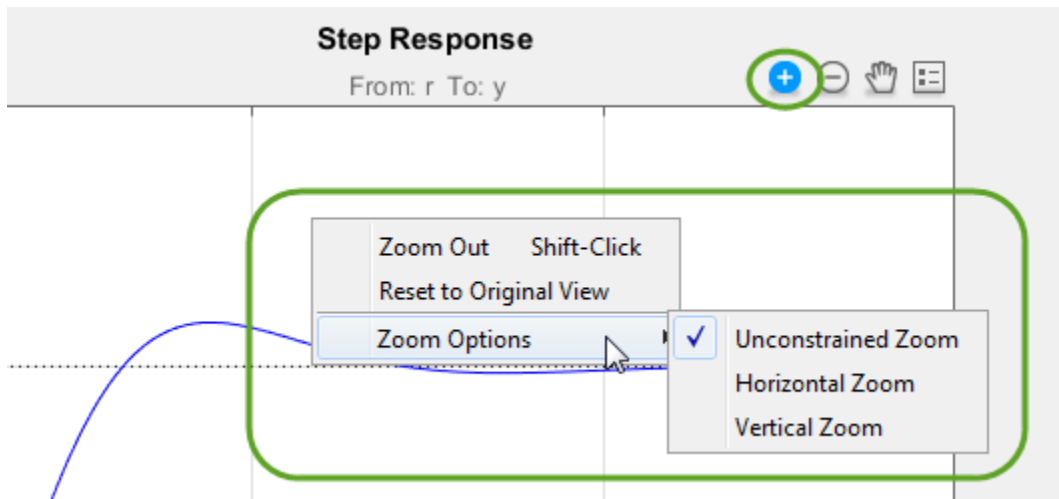 Step Response
From: r To: y
Zoom Out Shift-Click
Reset to Original View
Zoom Options
Unconstrained Zoom
Horizontal Zoom
Vertical Zoom